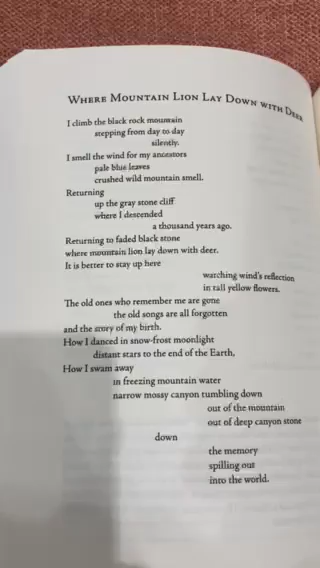 Where Mountain Lion Lay Down with Deer
I climb the black rock mountain
stepping from day to day
silently.
I smell the wind for my ancestors
pale blue leaves
crushed wild mountain smell.
Returning
up the gray stone cliff
where I descended
a thousand years ago.
Returning to faded black stone
where mountain lion lay down with deer.
It is better to stay up here
watching wind's reflection
in tall yellow flowers.
The old ones who remember me are gone
the old songs are all forgotten
and the story of my birth.
How I danced in snow-frost moonlight
distant stars to the end of the Earth,
How I swam away
in freezing mountain water
narrow mossy canyon tumbling down
out of the mountain
out of deep canyon stone
down
the memory
spilling out
into the world.